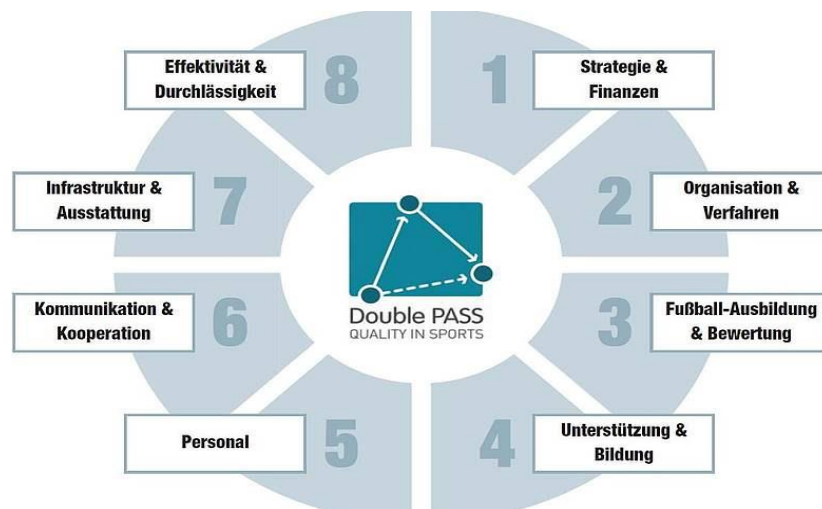 1
Strategie &
Finanzen
2
Organisation &
Verfahren
3
Fußball-Ausbildung
& Bewertung
4
Unterstützung &
Bildung
5
Personal
6
Kommunikation &
Kooperation
7
Infrastruktur &
Ausstattung
8
Effektivität &
Durchlässigkeit
Double PASS
QUALITY IN SPORTS